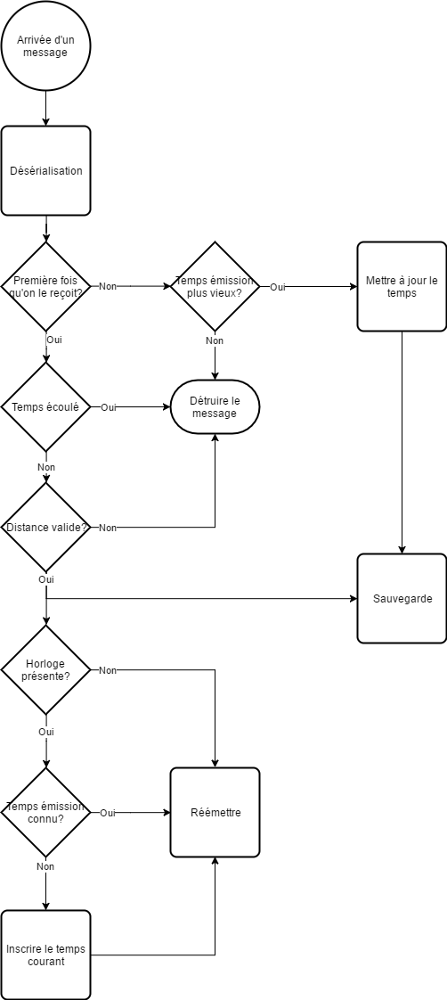 Arrivée d'un
message
Désérialisation
Première fois
qu'on le reçoit?
Non
Temps émission
plus vieux?
Oui
Mettre à jour le
temps
Oui
Non
Temps écoulé
Oui
Détruire le
message
Non
Distance valide?
Non
Oui
Sauvegarde
Horloge
présente?
Non
Oui
Temps émission
connu?
Oui
Réémettre
Non
Inscrire le temps
courant